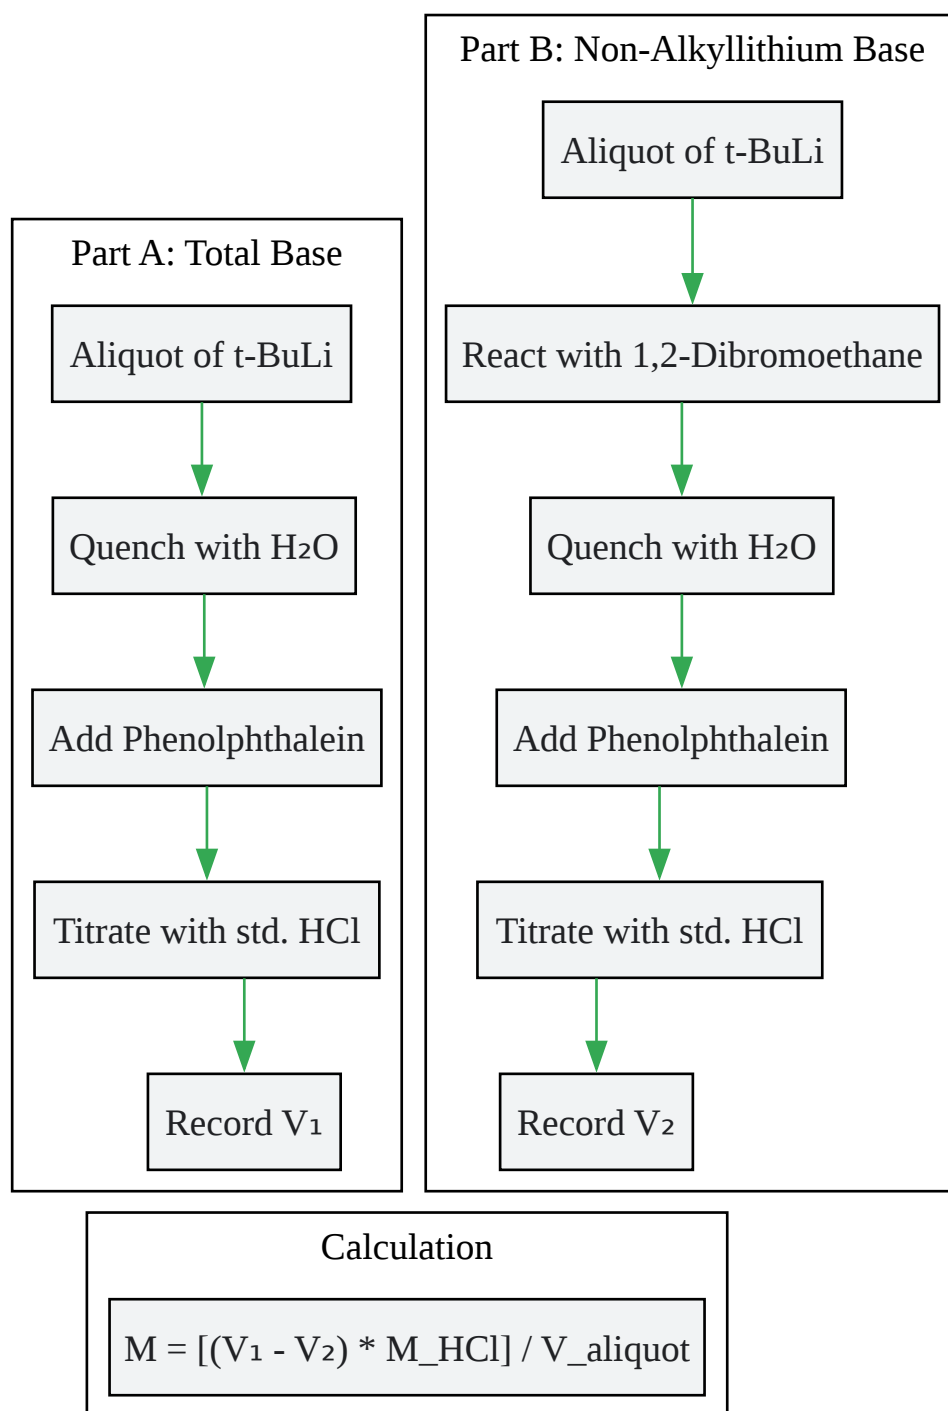 Part A: Total Base
Aliquot of t-BuLi
Quench with H₂O
Add Phenolphthalein
Titrate with std. HCl
Record V₁
Part B: Non-Alkyllithium Base
Aliquot of t-BuLi
React with 1,2-Dibromoethane
Quench with H₂O
Add Phenolphthalein
Titrate with std. HCl
Record V₂
Calculation
M = [(V₁ - V₂) * M_HCl] / V_aliquot